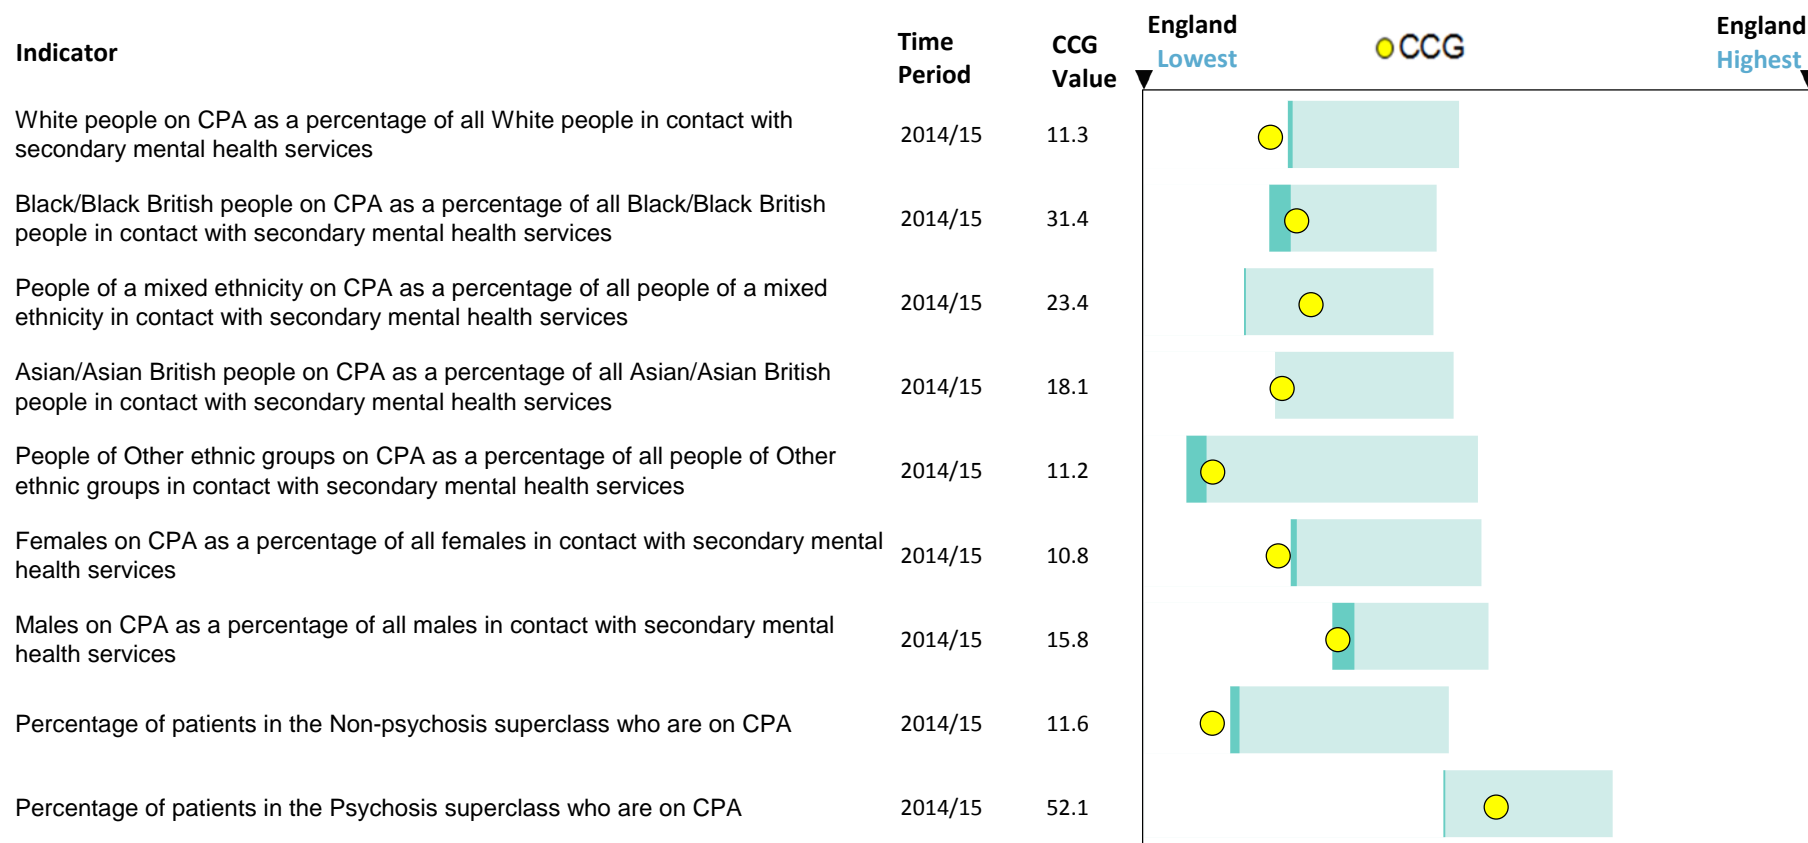 Indicator
Time
Period
CCG
Value
England
Lowest
CCG
England
Highest
White people on CPA as a percentage of all White people in contact with
secondary mental health services
2014/15
11.3
Black/Black British people on CPA as a percentage of all Black/Black British
people in contact with secondary mental health services
2014/15
31.4
People of a mixed ethnicity on CPA as a percentage of all people of a mixed
ethnicity in contact with secondary mental health services
2014/15
23.4
Asian/Asian British people on CPA as a percentage of all Asian/Asian British
people in contact with secondary mental health services
2014/15
18.1
People of Other ethnic groups on CPA as a percentage of all people of Other
ethnic groups in contact with secondary mental health services
2014/15
11.2
Females on CPA as a percentage of all females in contact with secondary mental
health services
2014/15
10.8
Males on CPA as a percentage of all males in contact with secondary mental
health services
2014/15
15.8
Percentage of patients in the Non-psychosis superclass who are on CPA
2014/15
11.6
Percentage of patients in the Psychosis superclass who are on CPA
2014/15
52.1